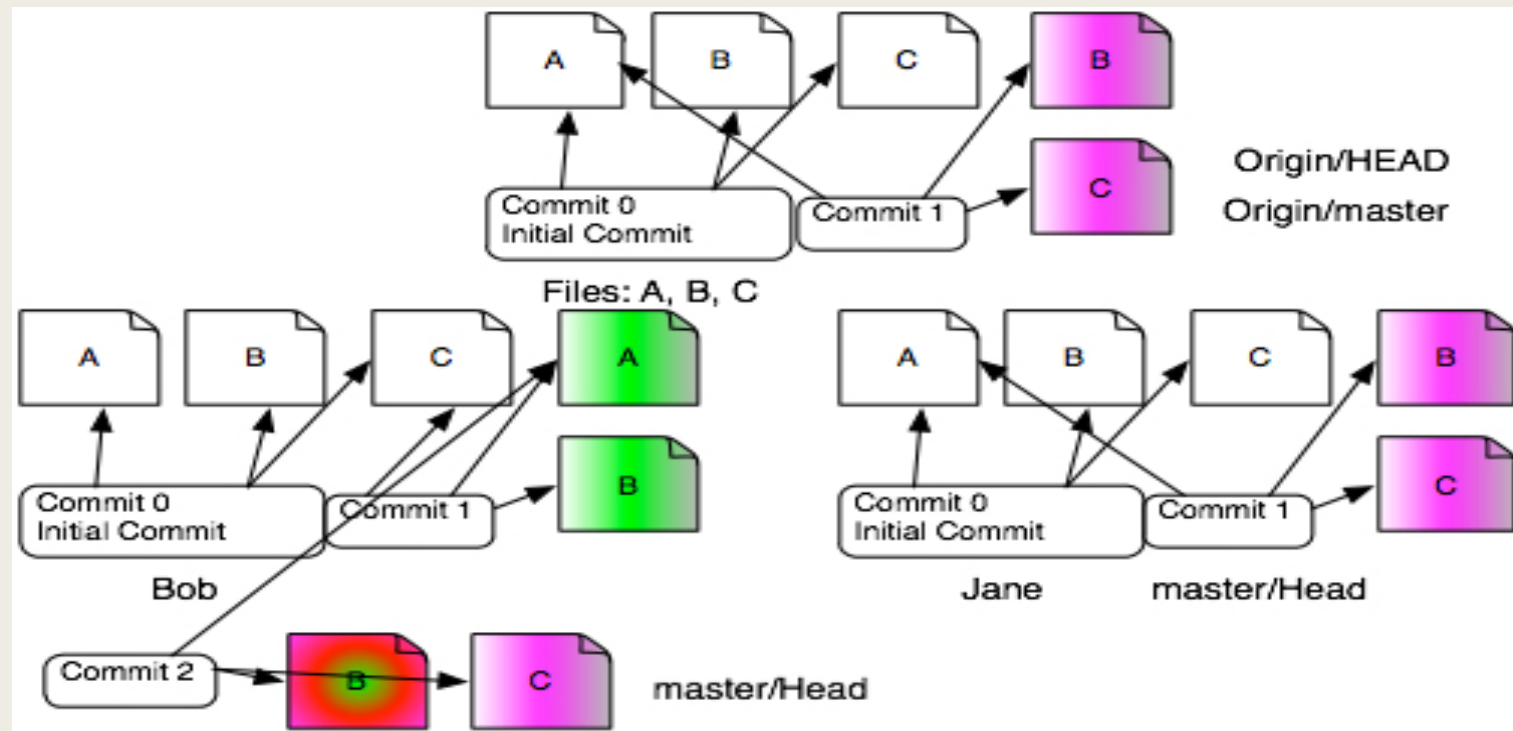 A
B
C
B
C
Origin/HEAD
Origin/master
Commit 0
Initial Commit
Commit 1
Files: A, B, C
A
B
C
A
B
Commit 0
Initial Commit
Commit 1
Bob
A
B
C
B
C
Commit 0
Initial Commit
Commit 1
Jane
master/Head
Commit 2
B
C
master/Head